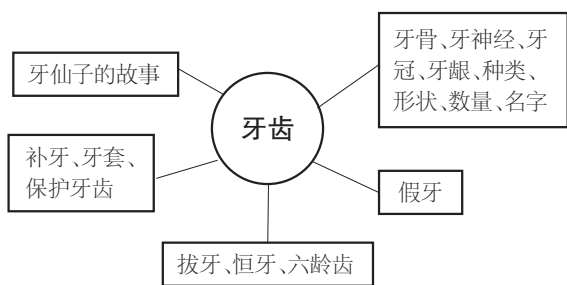 牙仙子的故事
牙骨、牙神经、牙
冠、牙龈、种类、
形状、数量、名字
牙齿
补牙、牙套、
保护牙齿
假牙
拔牙、恒牙、六龄齿